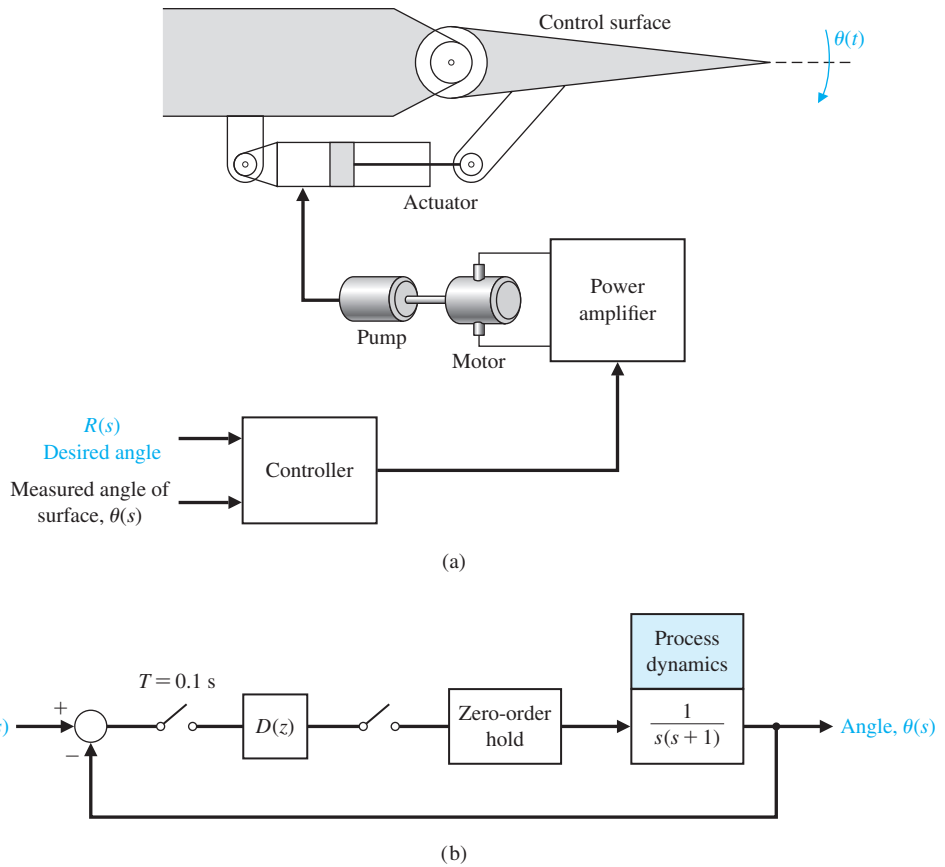 Control surface
θ(t)
Actuator
Power
amplifier
Pump
Motor
R(s)
Desired angle
Controller
Measured angle of
surface, θ(s)
(a)
Process
dynamics
T = 0.1 s
+
s)
D(z)
Zero-order
hold
1
s(s + 1)
Angle, θ(s)
−
(b)